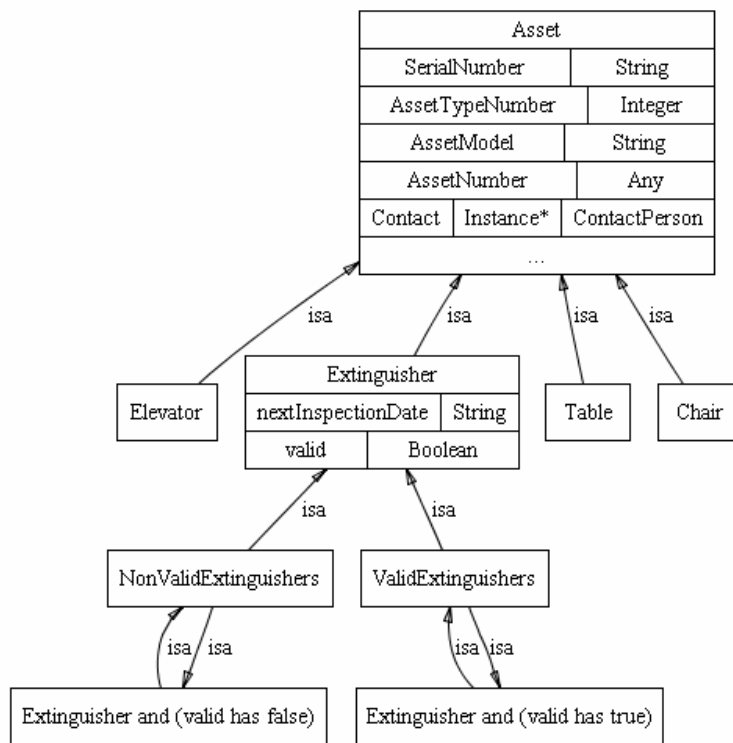 Asset
SerialNumber String
AssetTypeNumber Integer
AssetModel String
AssetNumber Any
Contact Instance* ContactPerson
...
isa isa isa isa
Extinguisher
Elevator nextInspectionDate String Table Chair
valid Boolean
isa isa
NonValidExtinguishers ValidExtinguishers
isa isa isa isa
Extinguisher and (valid has false) Extinguisher and (valid has true)